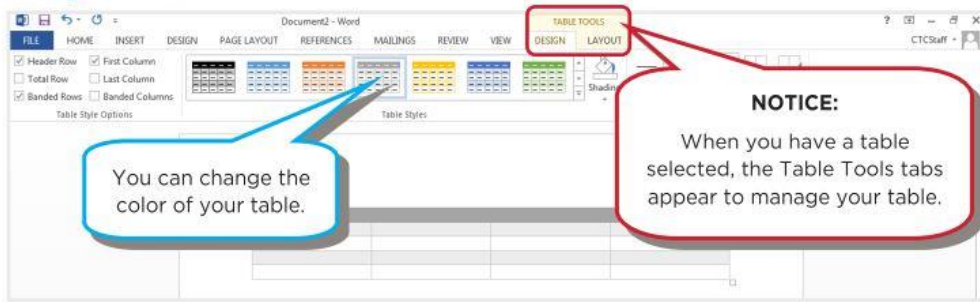 Document2 - Word
TABLE TOOLS
?
FILE HOME INSERT DESIGN PAGE LAYOUT REFERENCES MAILINGS REVIEW VIEW DESIGN LAYOUT
CTCStaff
Header Row First Column
Total Row Last Column
Banded Rows Banded Columns
Shading
Table Style Options
Table Styles
NOTICE:
When you have a table
selected, the Table Tools tabs
appear to manage your table.
You can change the
color of your table.